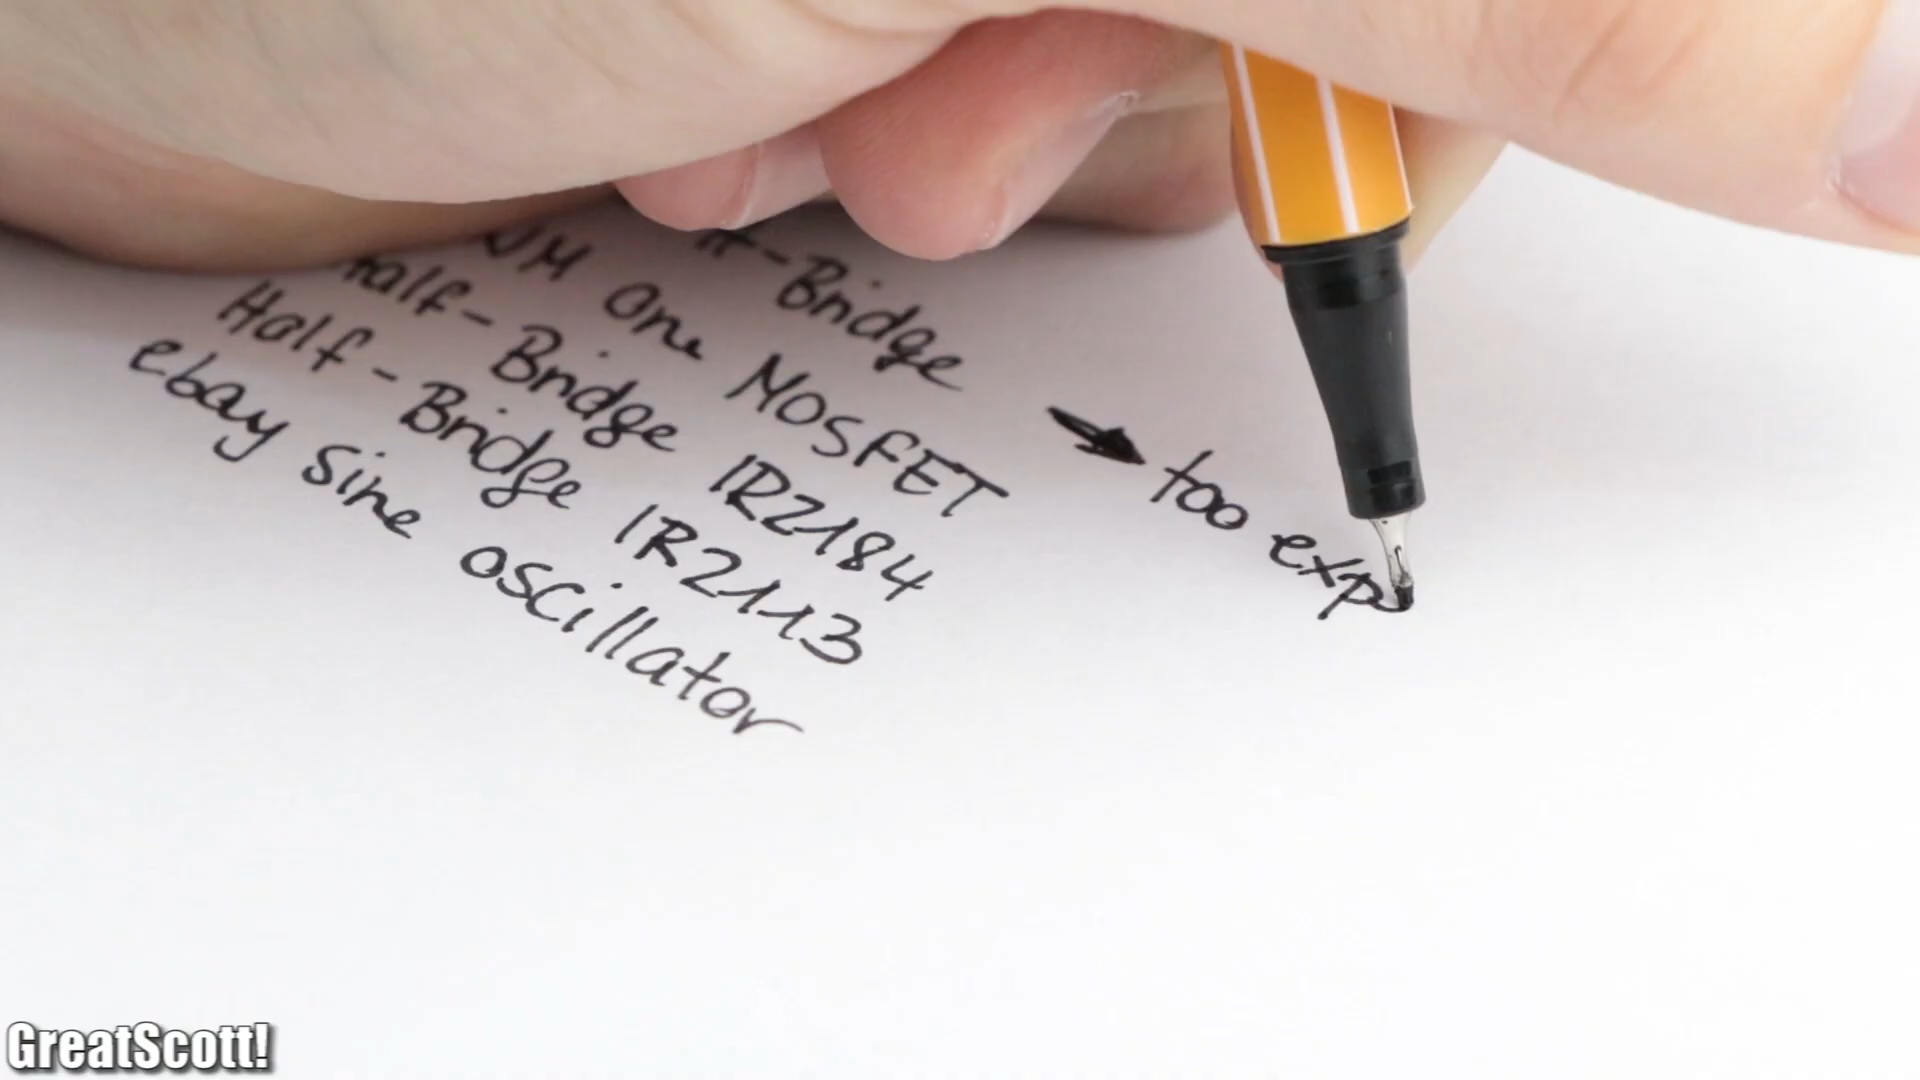 -Bridge
one MOSFET
Half-Bridge IR2184
Half-Bridge IR2113
ebay sine oscillator
too exp
GreatScott!